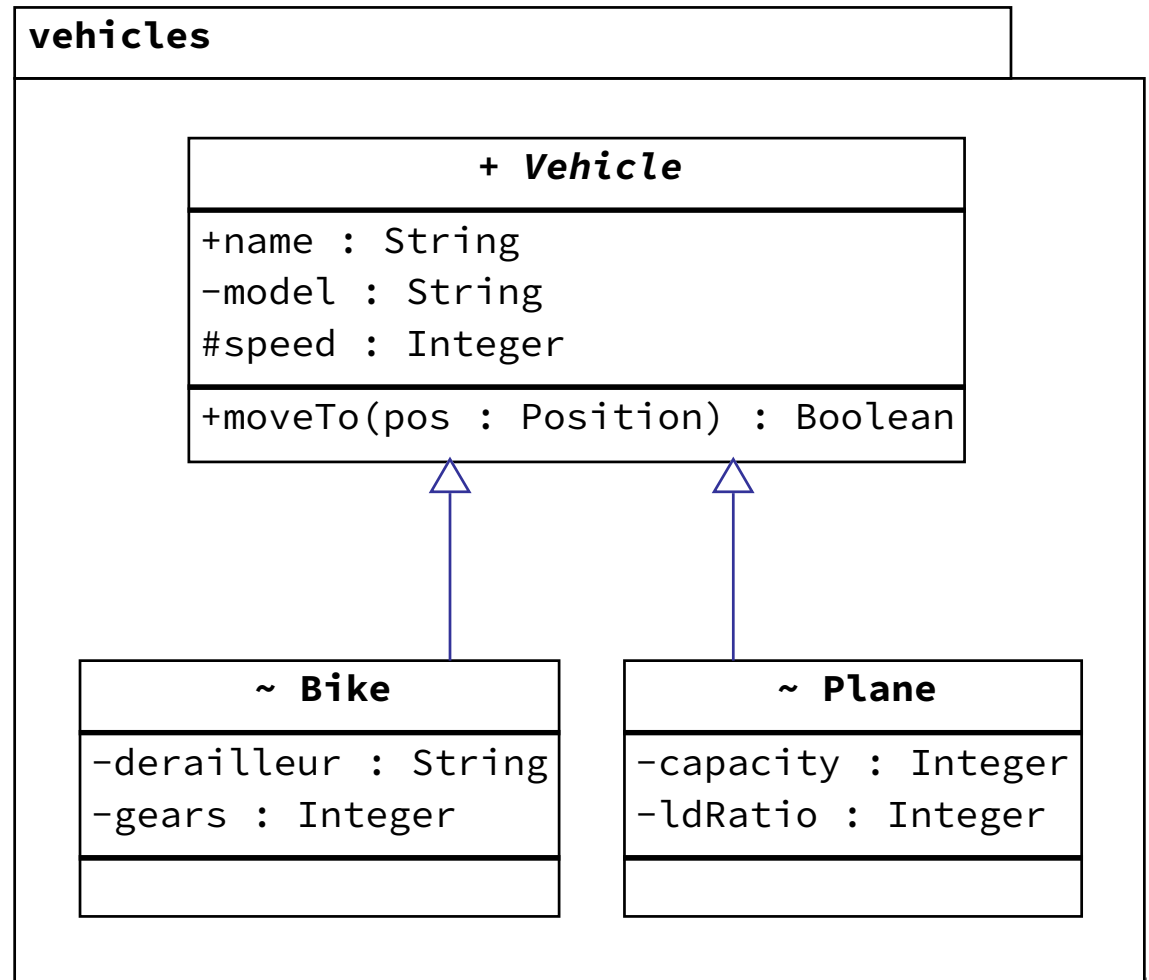 vehicles
+ Vehicle
+name : String
-model : String
#speed : Integer
+moveTo(pos : Position) : Boolean
~ Bike
-derailleur : String
-gears : Integer
~ Plane
-capacity : Integer
-ldRatio : Integer